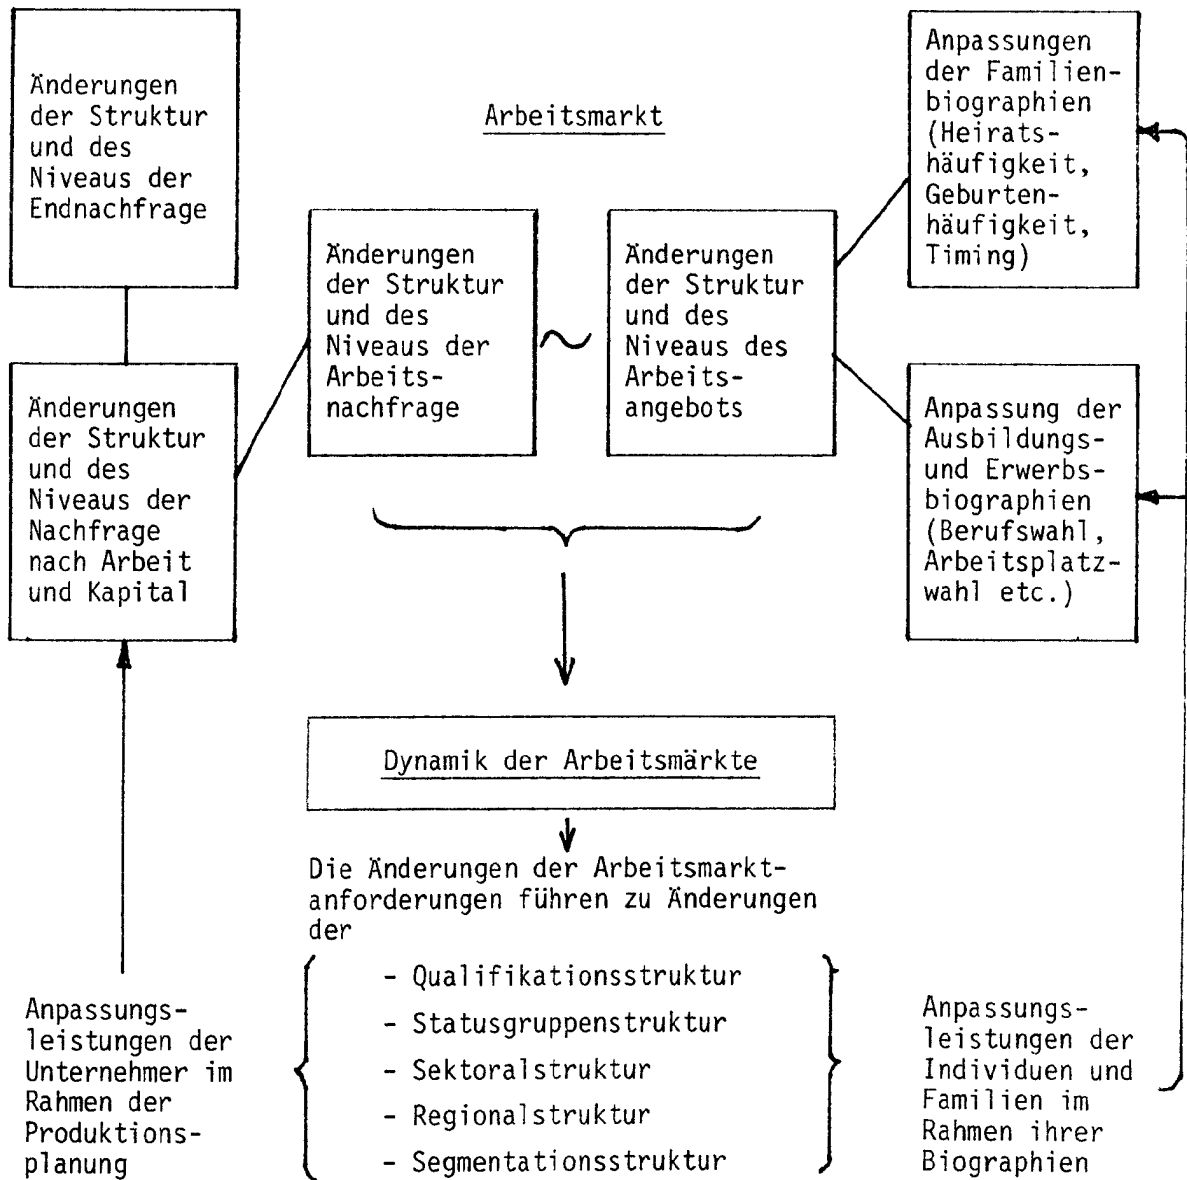 Änderungen
der Struktur
und des
Niveaus der
Endnachfrage
Arbeitsmarkt
Anpassungen
der Familien-
biographien
(Heirats-
häufigkeit,
Geburten-
häufigkeit,
Timing)
Änderungen
der Struktur
und des
Niveaus der
Arbeits-
nachfrage
Änderungen
der Struktur
und des
Niveaus des
Arbeits-
angebots
Änderungen
der Struktur
und des
Niveaus der
Nachfrage
nach Arbeit
und Kapital
Anpassung der
Ausbildungs-
und Erwerbs-
biographien
(Berufswahl,
Arbeitsplatz-
wahl etc.)
Dynamik der Arbeitsmärkte
Die Änderungen der Arbeitsmarkt-
anforderungen führen zu Änderungen
der
- Qualifikationsstruktur
- Statusgruppenstruktur
- Sektoralstruktur
- Regionalstruktur
- Segmentationsstruktur
Anpassungs-
leistungen der
Unternehmer im
Rahmen der
Produktions-
planung
Anpassungs-
leistungen der
Individuen und
Familien im
Rahmen ihrer
Biographien